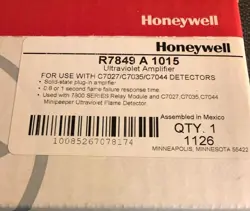 Honeywell
Honeywell
R7849 A 1015
Ultraviolet Amplifier
FOR USE WITH C7027/C7035/C7044 DETECTORS
• Solid-state plug-in amplifier.
• 0.8 or 1 second flame failure response time.
• Used with 7800 SERIES Relay Module and C7027,C7035,C7044
Minipeeper Ultraviolet Flame Detector.
Assembled in Mexico
QTY. 1
1126
10085267078174
MINNEAPOLIS, MINNESOTA 55422